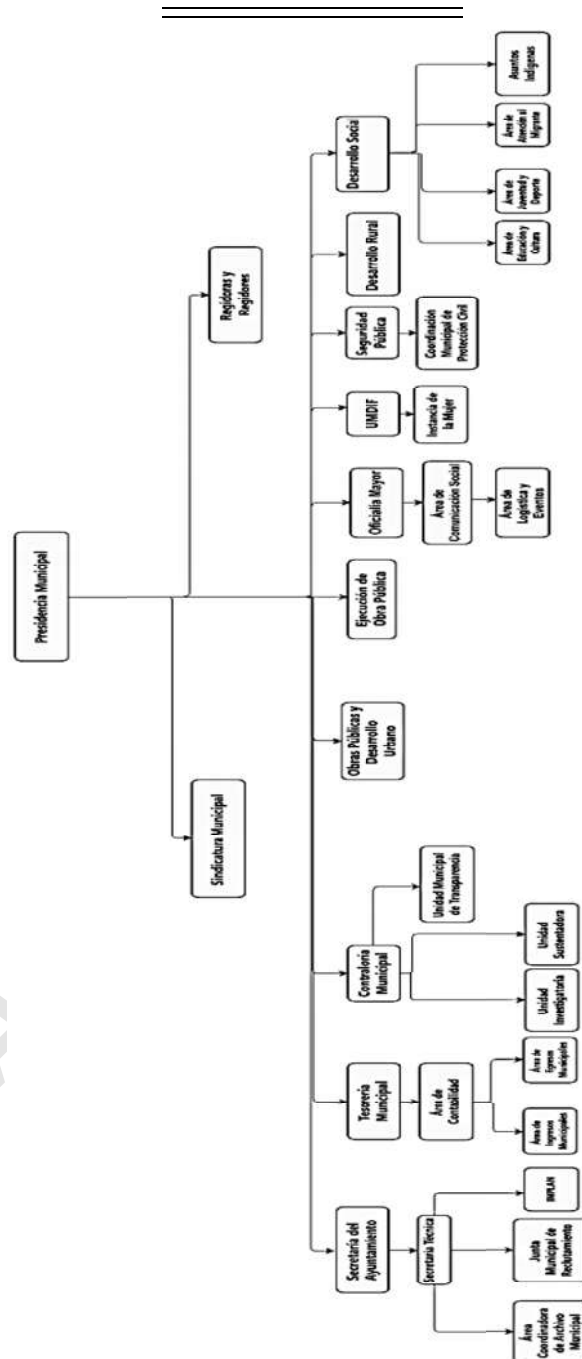 Presidencia Municipal
Sindicatura Municipal
Regidoras y
Regidores
Secretaría del
Ayuntamiento
Tesorería
Municipal
Contraloría
Municipal
Obras Públicas y
Desarrollo
Urbano
Ejecución de
Obra Pública
Oficialía Mayor
UMDIF
Seguridad
Pública
Desarrollo Rural
Desarrollo Socia
Secretaría Técnica
Área de
Contabilidad
Unidad Municipal
de Transparencia
Área de
Comunicación Social
Instancia de
la Mujer
Coordinación
Municipal de
Protección Civil
Área
Coordinadora
de Archivo
Municipal
Junta
Municipal de
Reclutamiento
IMPLAN
Área de
Ingresos
Municipales
Área de
Egresos
Municipales
Unidad
Investigatoria
Unidad
Sustentadora
Área de
Logística y
Eventos
Área de
Educación y
Cultura
Área de
Juventud y
Deporte
Área de
Atención al
Migrante
Asuntos
Indígenas